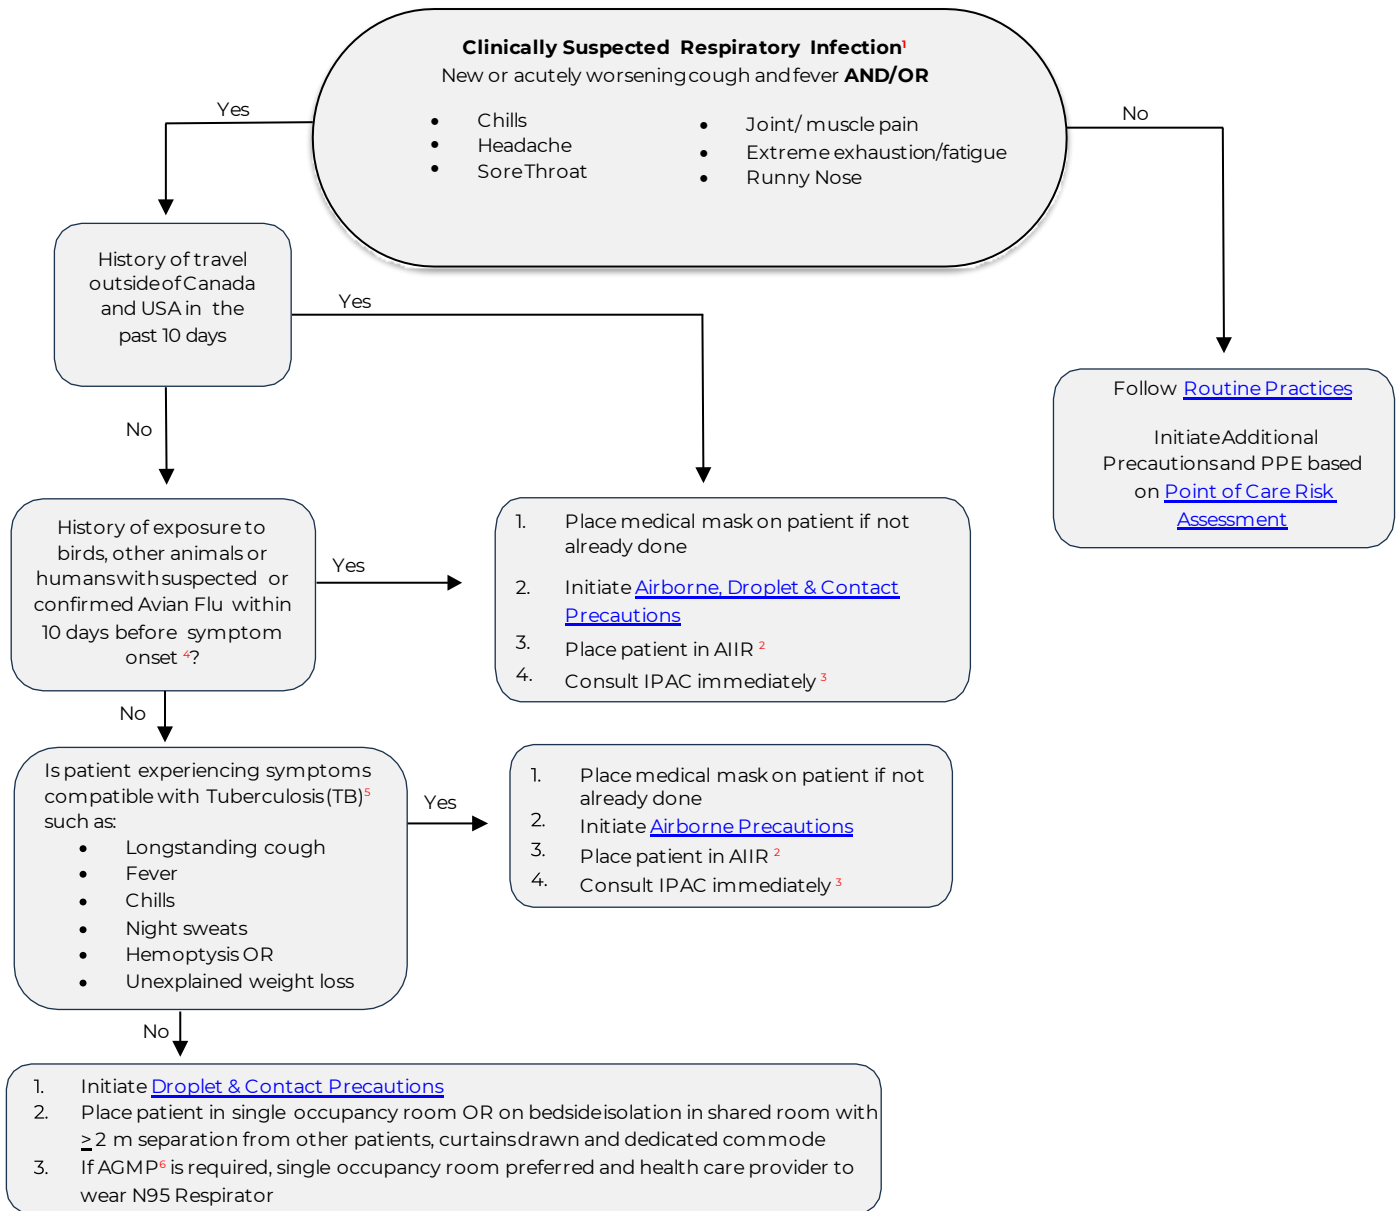 Clinically Suspected Respiratory Infection¹
New or acutely worsening cough and fever AND/OR
• Chills
• Headache
• Sore Throat
• Joint/ muscle pain
• Extreme exhaustion/fatigue
• Runny Nose
Yes
No
History of travel
outside of Canada
and USA in the
past 10 days
Yes
No
Follow Routine Practices
Initiate Additional
Precautions and PPE based
on Point of Care Risk
Assessment
History of exposure to
birds, other animals or
humans with suspected or
confirmed Avian Flu within
10 days before symptom
onset ⁴?
Yes
1. Place medical mask on patient if not
already done
2. Initiate Airborne, Droplet & Contact
Precautions
3. Place patient in AIIR ²
4. Consult IPAC immediately ³
No
Is patient experiencing symptoms
compatible with Tuberculosis (TB)⁵
such as:
• Longstanding cough
• Fever
• Chills
• Night sweats
• Hemoptysis OR
• Unexplained weight loss
Yes
1. Place medical mask on patient if not
already done
2. Initiate Airborne Precautions
3. Place patient in AIIR ²
4. Consult IPAC immediately ³
No
1. Initiate Droplet & Contact Precautions
2. Place patient in single occupancy room OR on bedside isolation in shared room with
≥ 2 m separation from other patients, curtains drawn and dedicated commode
3. If AGMP⁶ is required, single occupancy room preferred and health care provider to
wear N95 Respirator